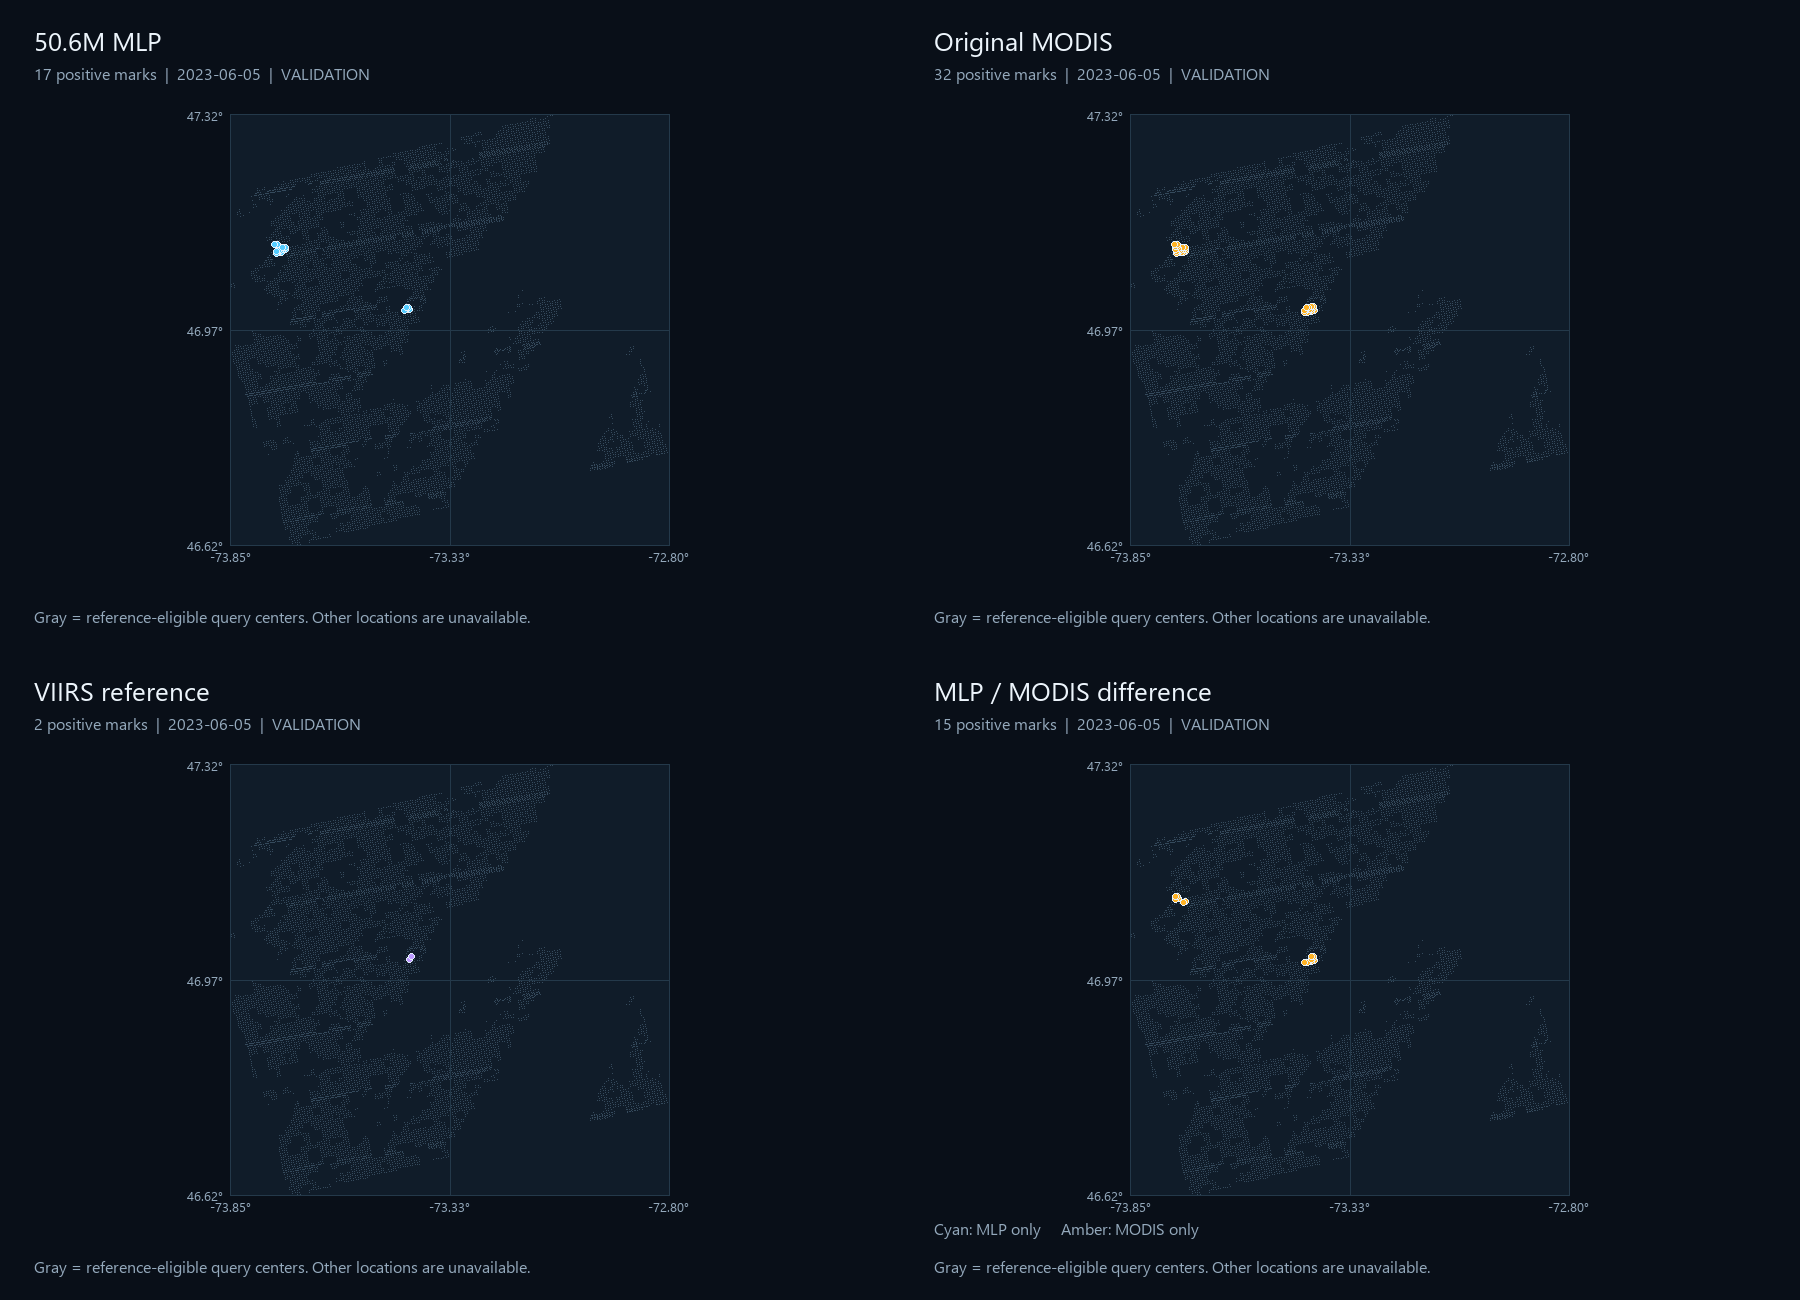 50.6M MLP
17 positive marks | 2023-06-05 | VALIDATION
47.32°
46.97°
46.62°
-73.85°
-73.33°
-72.80°
Gray = reference-eligible query centers. Other locations are unavailable.
Original MODIS
32 positive marks | 2023-06-05 | VALIDATION
47.32°
46.97°
46.62°
-73.85°
-73.33°
-72.80°
Gray = reference-eligible query centers. Other locations are unavailable.
VIIRS reference
2 positive marks | 2023-06-05 | VALIDATION
47.32°
46.97°
46.62°
-73.85°
-73.33°
-72.80°
Gray = reference-eligible query centers. Other locations are unavailable.
MLP / MODIS difference
15 positive marks | 2023-06-05 | VALIDATION
47.32°
46.97°
46.62°
-73.85°
-73.33°
-72.80°
Cyan: MLP only Amber: MODIS only
Gray = reference-eligible query centers. Other locations are unavailable.